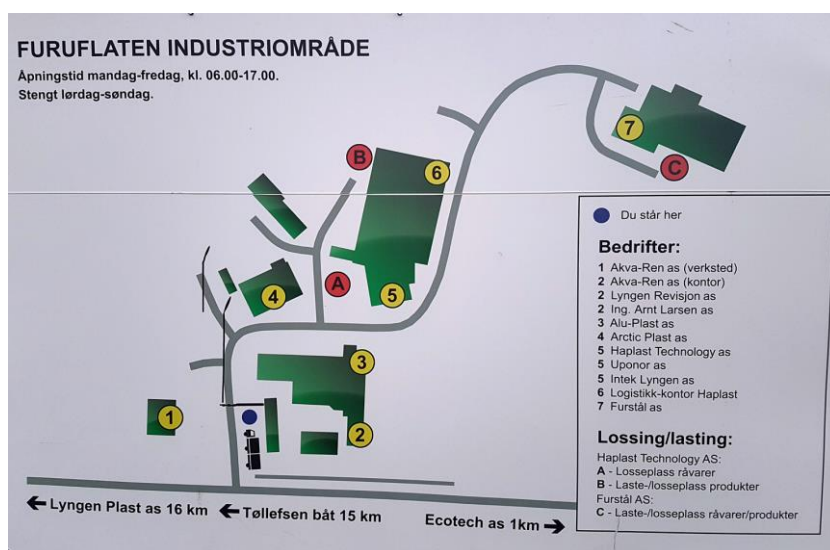 FURUFLATEN INDUSTRIOMRÅDE
Åpningstid mandag-fredag, kl. 06.00-17.00.
Stengt lørdag-søndag.
7
B
6
C
A
4
5
3
1
2
Du står her
Bedrifter:
1 Akva-Ren as (verksted)
2 Akva-Ren as (kontor)
2 Lyngen Revisjon as
2 Ing. Arnt Larsen as
3 Alu-Plast as
4 Arctic Plast as
5 Haplast Technology as
5 Uponor as
5 Intek Lyngen as
6 Logistikk-kontor Haplast
7 Furstål as
Lossing/lasting:
Haplast Technology AS:
A - Losseplass råvarer
B - Laste-/losseplass produkter
Furstål AS:
C - Laste-/losseplass råvarer/produkter
← Lyngen Plast as 16 km ← Tøllefsen båt 15 km Ecotech as 1km →